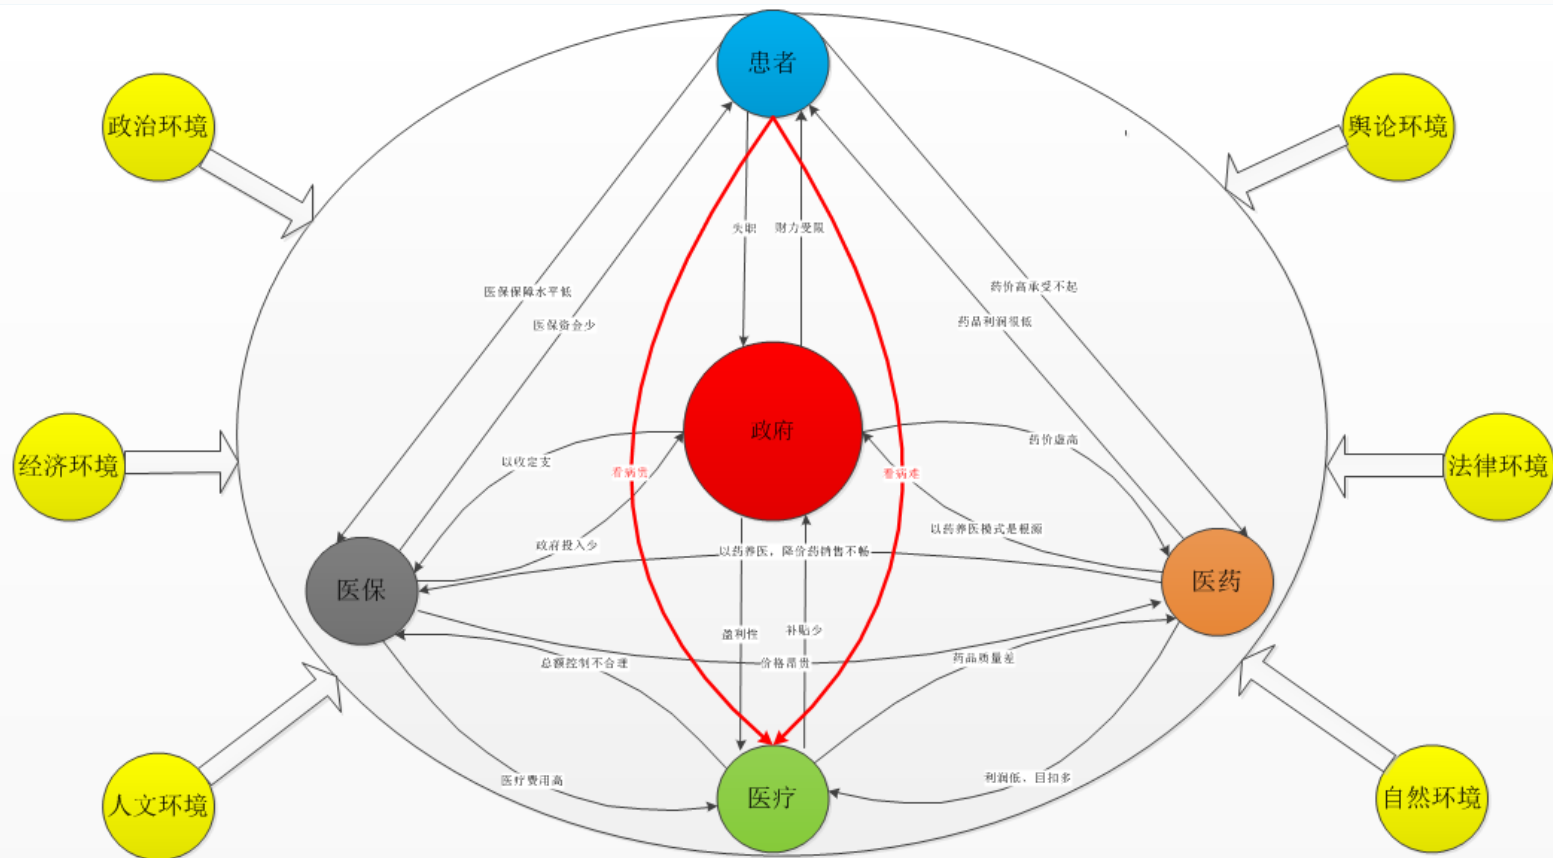 患者
政治环境
舆论环境
失职
财力受限
医保保障水平低
药价高承受不起
医保资金少
药品利润很低
政府
药价虚高
以收定支
看病贵
看病难
经济环境
法律环境
以药养医模式是根源
政府投入少
以药养医，降价药销售不畅
医保
医药
盈利性
补贴少
总额控制不合理
价格昂贵
药品质量差
医疗费用高
利润低、回扣多
医疗
人文环境
自然环境